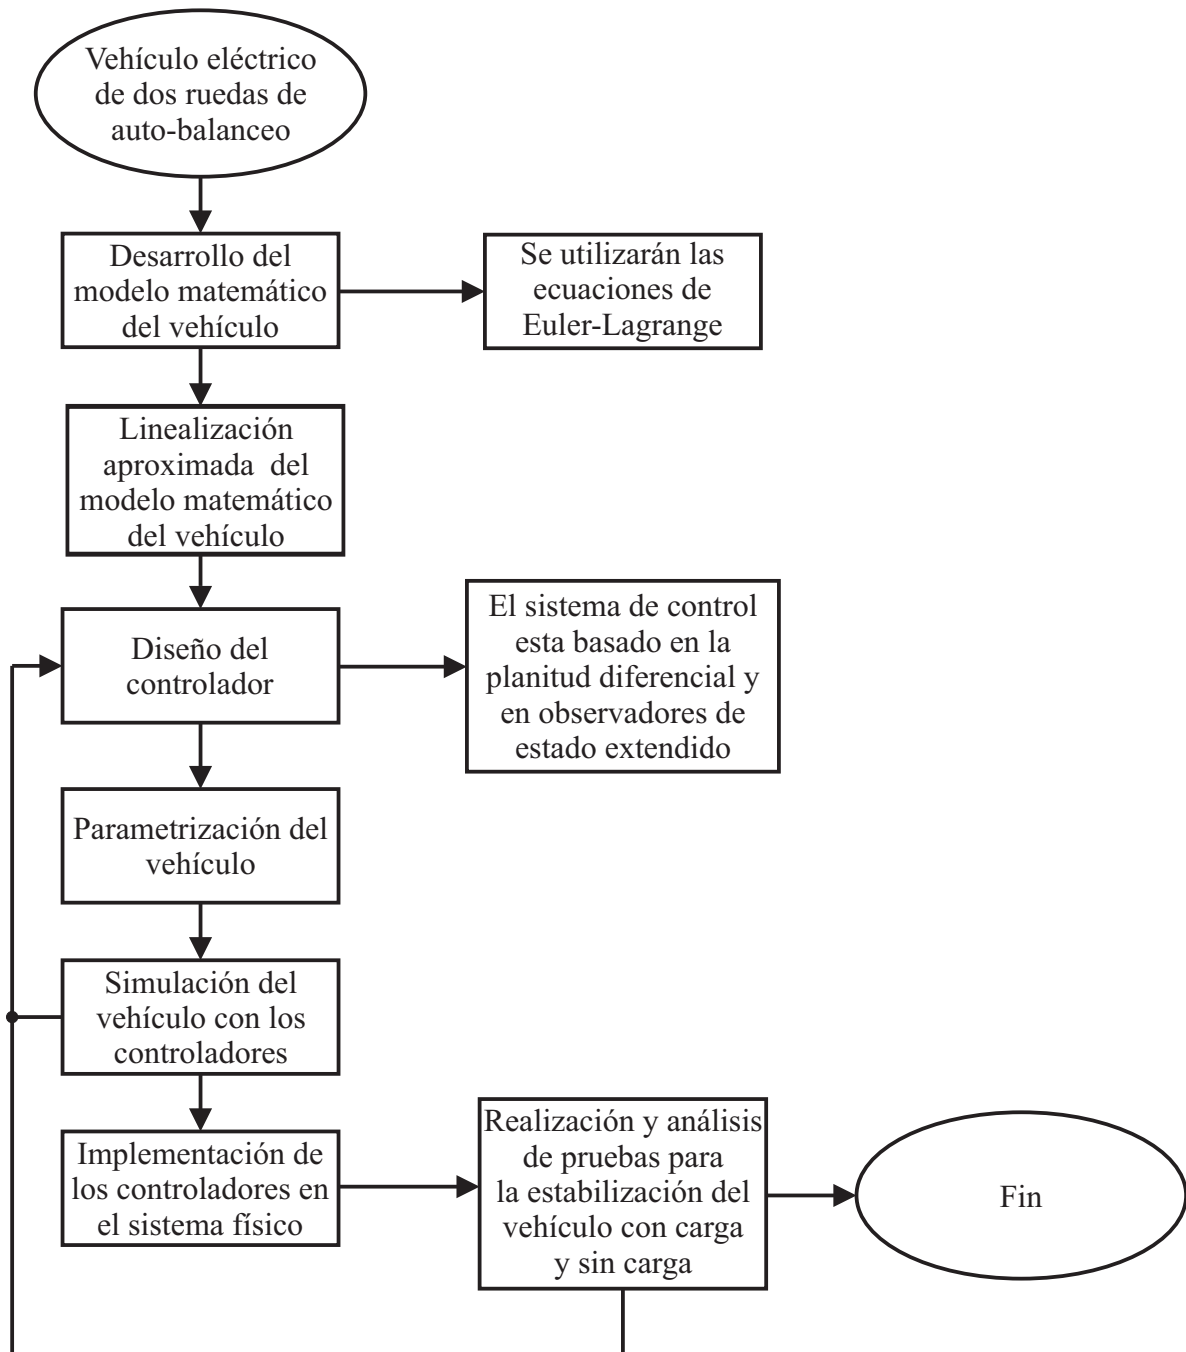 Vehículo eléctrico
de dos ruedas de
auto-balanceo
Desarrollo del
modelo matemático
del vehículo
Se utilizarán las
ecuaciones de
Euler-Lagrange
Linealización
aproximada del
modelo matemático
del vehículo
Diseño del
controlador
El sistema de control
esta basado en la
planitud diferencial y
en observadores de
estado extendido
Parametrización del
vehículo
Simulación del
vehículo con los
controladores
Implementación de
los controladores en
el sistema físico
Realización y análisis
de pruebas para
la estabilización del
vehículo con carga
y sin carga
Fin